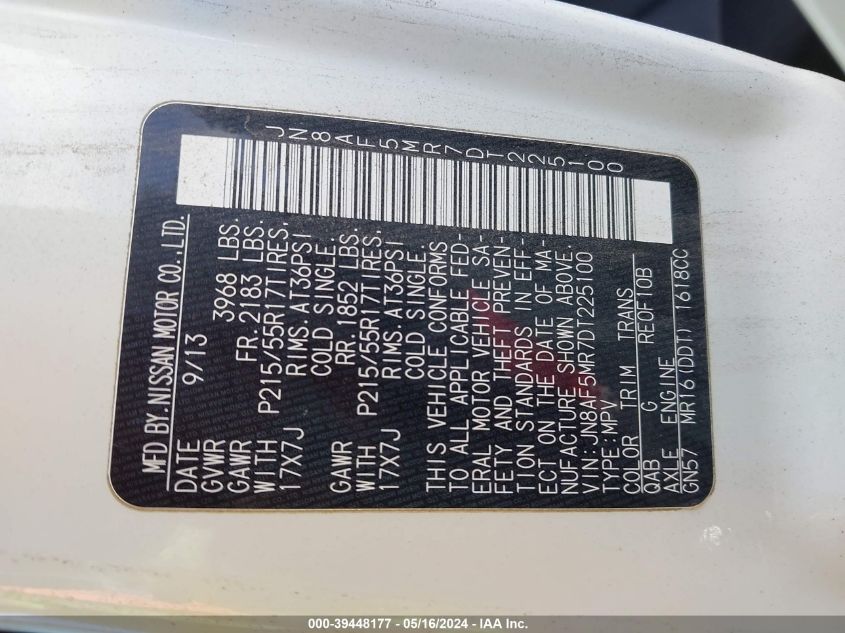 JN8AF5MR7DT225100
MFD BY.NISSAN MOTOR CO.,LTD.
DATE 9/13
GVWR 3968 LBS.
GAWR FR. 2183 LBS.
WITH P215/55R17TIRES.
17X7J RIMS. AT36PSI
COLD SINGLE.
GAWR RR. 1852 LBS.
WITH P215/55R17TIRES.
17X7J RIMS. AT36PSI
COLD SINGLE.
THIS VEHICLE CONFORMS
TO ALL APPLICABLE FED-
ERAL MOTOR VEHICLE SA-
FETY AND THEFT PREVEN-
TION STANDARDS IN EFF-
ECT ON THE DATE OF MA-
NUFACTURE SHOWN ABOVE.
VIN:JN8AF5MR7DT225100
TYPE:MPV
COLOR TRIM TRANS
QAB G RE0F10B
AXLE ENGINE
GN57 MR16(DDT) 1618CC
000-39448177 - 05/16/2024 - IAA Inc.